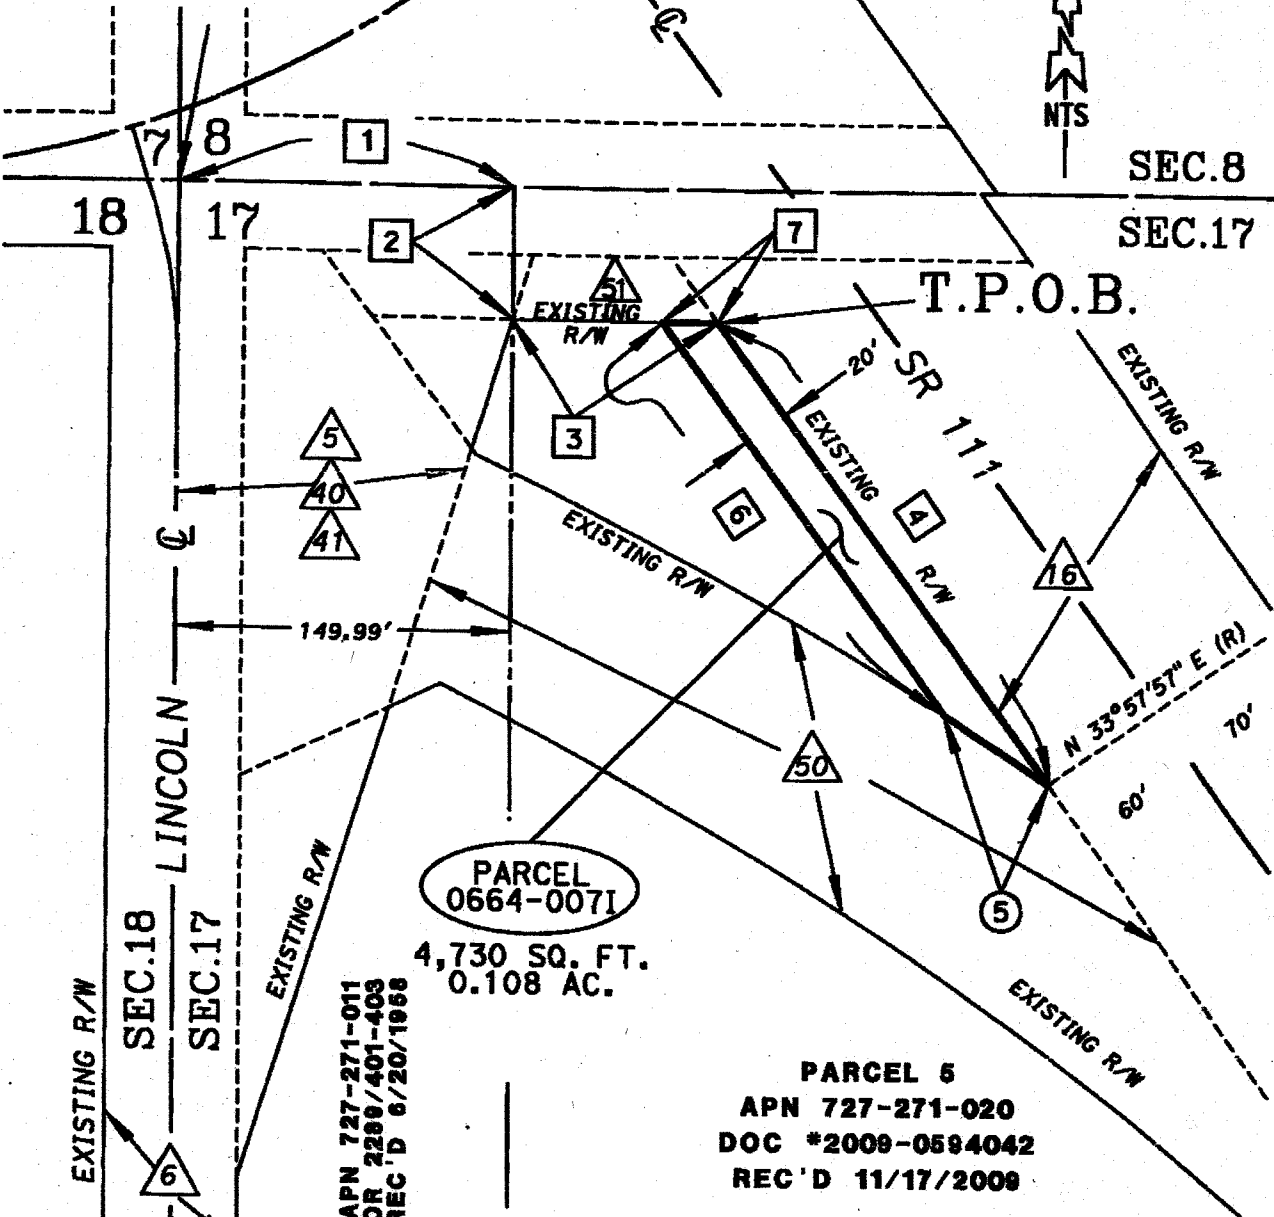 NTS
7 8
1
SEC.8
18 17
2
7
SEC.17
51
T.P.O.B.
EXISTING
R/W
20'
SR 111
EXISTING R/W
5
3
40
41
EXISTING
R/W
4
6
EXISTING R/W
16
149.99'
N 33°57'57" E (R)
70'
50
60'
LINCOLN
EXISTING R/W
PARCEL
0664-007I
5
4,730 SQ. FT.
0.108 AC.
SEC.18
SEC.17
EXISTING R/W
EXISTING R/W
APN 727-271-011
OR 2289/401-403
REC'D 6/20/1958
PARCEL 5
APN 727-271-020
DOC #2009-0594042
REC'D 11/17/2009
6